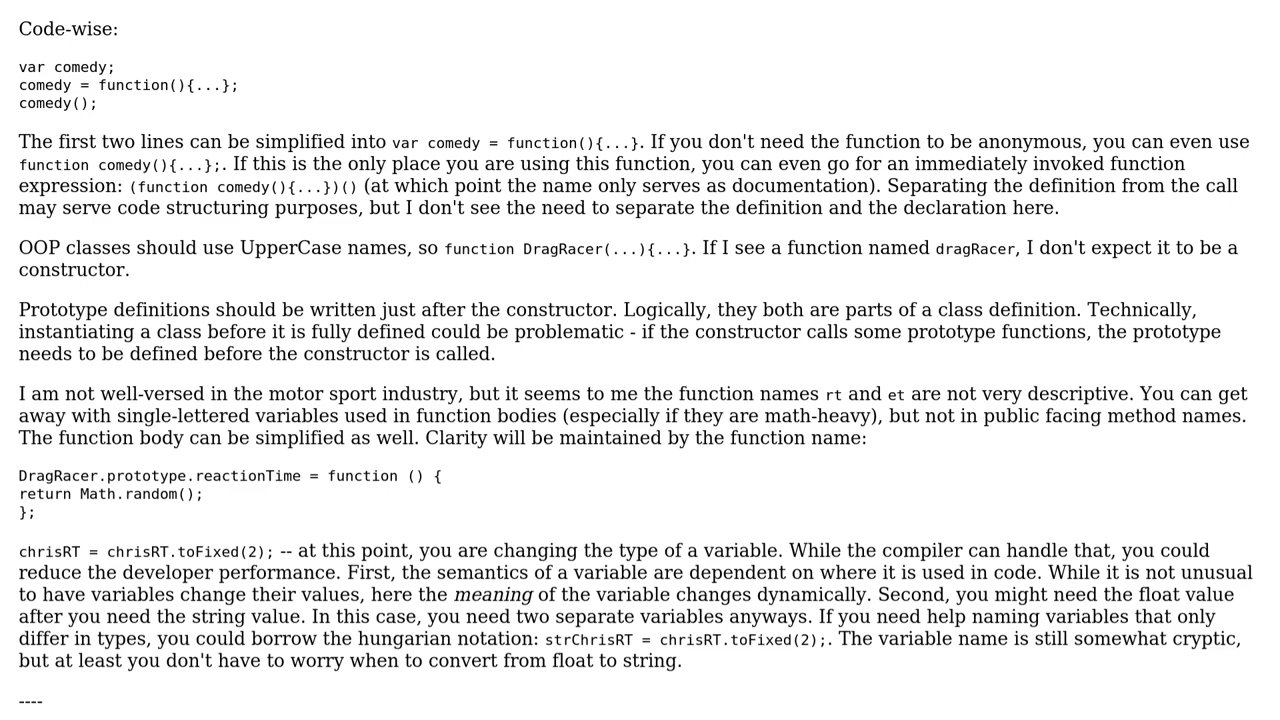 Code-wise:
var comedy;
comedy = function(){...};
comedy();
The first two lines can be simplified into var comedy = function(){...}. If you don't need the function to be anonymous, you can even use
function comedy(){...};. If this is the only place you are using this function, you can even go for an immediately invoked function
expression: (function comedy(){...})() (at which point the name only serves as documentation). Separating the definition from the call
may serve code structuring purposes, but I don't see the need to separate the definition and the declaration here.
OOP classes should use UpperCase names, so function DragRacer(...){...}. If I see a function named dragRacer, I don't expect it to be a
constructor.
Prototype definitions should be written just after the constructor. Logically, they both are parts of a class definition. Technically,
instantiating a class before it is fully defined could be problematic - if the constructor calls some prototype functions, the prototype
needs to be defined before the constructor is called.
I am not well-versed in the motor sport industry, but it seems to me the function names rt and et are not very descriptive. You can get
away with single-lettered variables used in function bodies (especially if they are math-heavy), but not in public facing method names.
The function body can be simplified as well. Clarity will be maintained by the function name:
DragRacer.prototype.reactionTime = function () {
return Math.random();
};
chrisRT = chrisRT.toFixed(2); -- at this point, you are changing the type of a variable. While the compiler can handle that, you could
reduce the developer performance. First, the semantics of a variable are dependent on where it is used in code. While it is not unusual
to have variables change their values, here the meaning of the variable changes dynamically. Second, you might need the float value
after you need the string value. In this case, you need two separate variables anyways. If you need help naming variables that only
differ in types, you could borrow the hungarian notation: strChrisRT = chrisRT.toFixed(2);. The variable name is still somewhat cryptic,
but at least you don't have to worry when to convert from float to string.
----